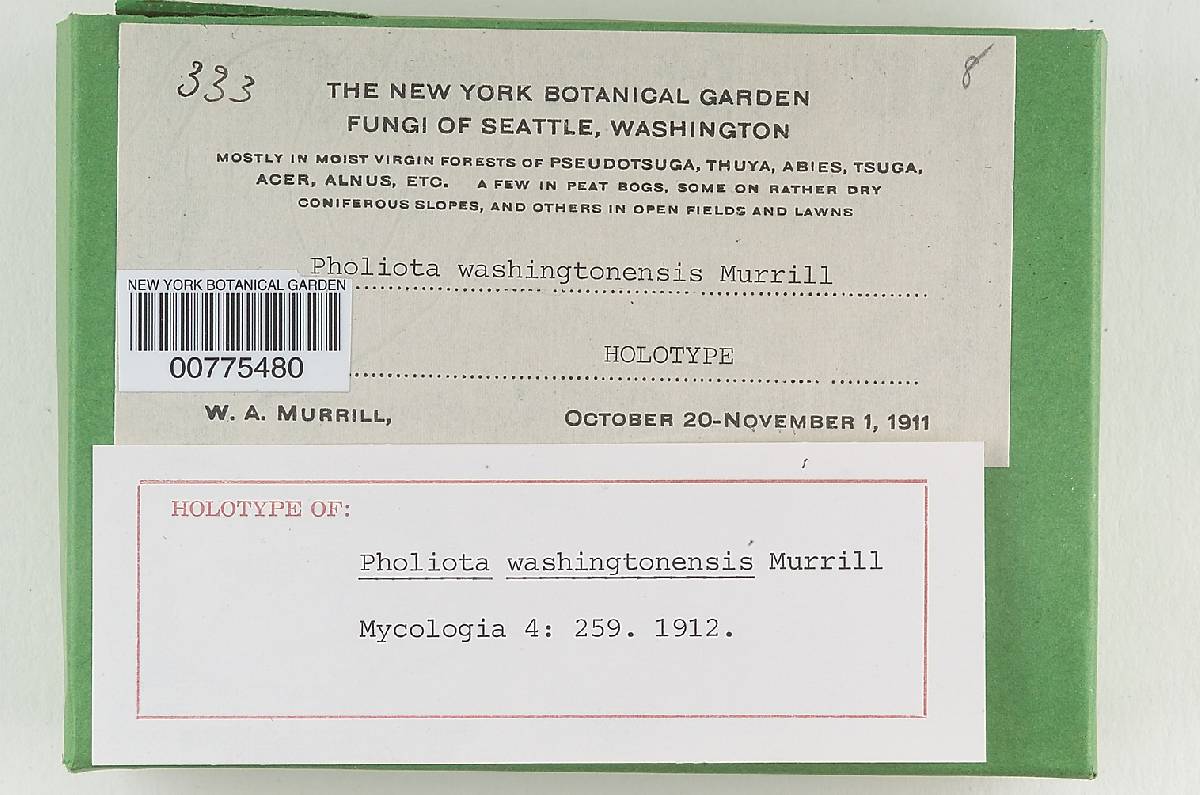 333
8
THE NEW YORK BOTANICAL GARDEN
FUNGI OF SEATTLE, WASHINGTON
MOSTLY IN MOIST VIRGIN FORESTS OF PSEUDOTSUGA, THUYA, ABIES, TSUGA,
ACER, ALNUS, ETC. A FEW IN PEAT BOGS, SOME ON RATHER DRY
CONIFEROUS SLOPES, AND OTHERS IN OPEN FIELDS AND LAWNS
Pholiota washingtonensis Murrill
NEW YORK BOTANICAL GARDEN
00775480
HOLOTYPE
W. A. MURRILL, OCTOBER 20-NOVEMBER 1, 1911
HOLOTYPE OF:
Pholiota washingtonensis Murrill
Mycologia 4: 259. 1912.